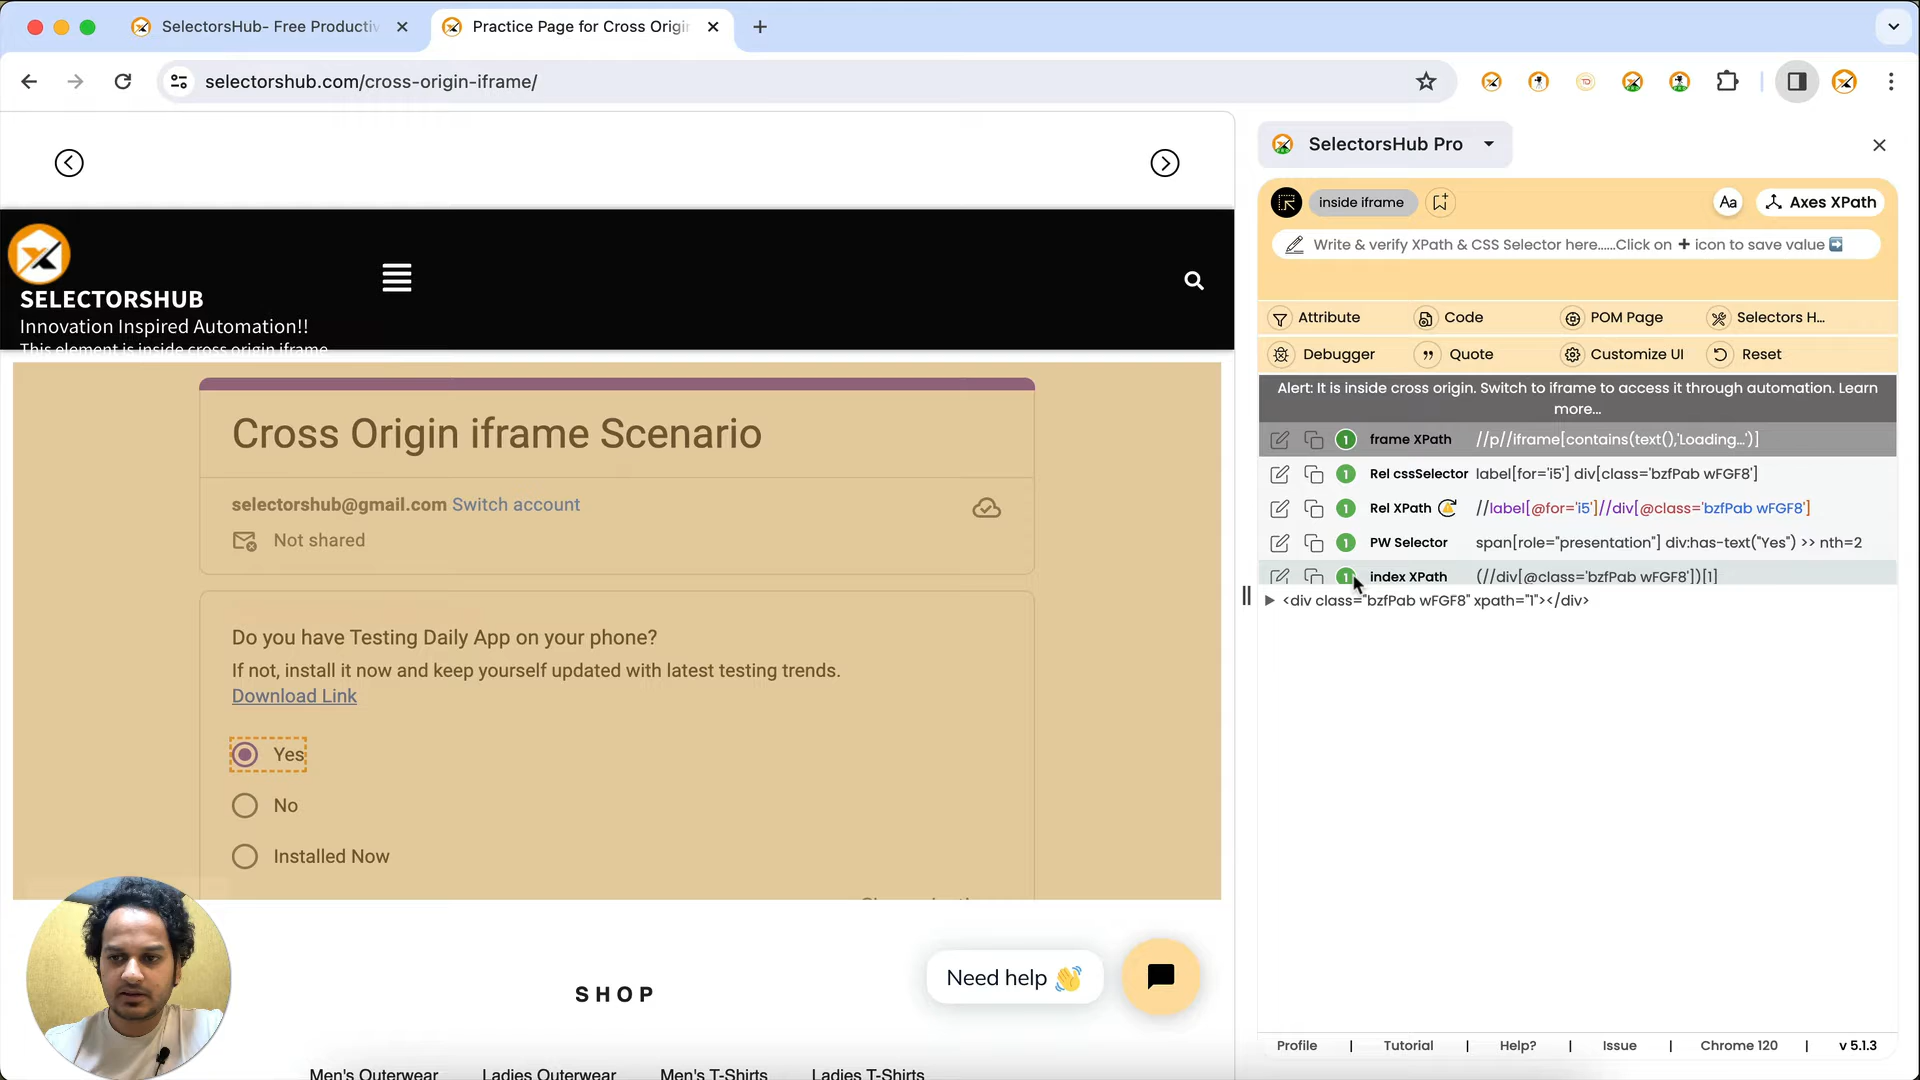 SelectorsHub- Free Productiv
Practice Page for Cross Origin
selectorshub.com/cross-origin-iframe/
SELECTORSHUB
Innovation Inspired Automation!!
This element is inside cross origin iframe
Cross Origin iframe Scenario
selectorshub@gmail.com Switch account
Not shared
Do you have Testing Daily App on your phone?
If not, install it now and keep yourself updated with latest testing trends.
Download Link
Yes
No
Installed Now
Need help 👋
SHOP
Men's Outerwear Ladies Outerwear Men's T-Shirts Ladies T-Shirts
SelectorsHub Pro
inside iframe
Aa
Axes XPath
Write & verify XPath & CSS Selector here......Click on + icon to save value ➡️
Attribute Code POM Page Selectors H...
Debugger Quote Customize UI Reset
Alert: It is inside cross origin. Switch to iframe to access it through automation. Learn
more...
1 frame XPath //p//iframe[contains(text(),'Loading...')]
1 Rel cssSelector label[for='i5'] div[class='bzfPab wFGF8']
1 Rel XPath //label[@for='i5']//div[@class='bzfPab wFGF8']
1 PW Selector span[role="presentation"] div:has-text("Yes") >> nth=2
1 index XPath (//div[@class='bzfPab wFGF8'])[1]
<div class="bzfPab wFGF8" xpath="1"></div>
Profile | Tutorial | Help? | Issue | Chrome 120 | v 5.1.3